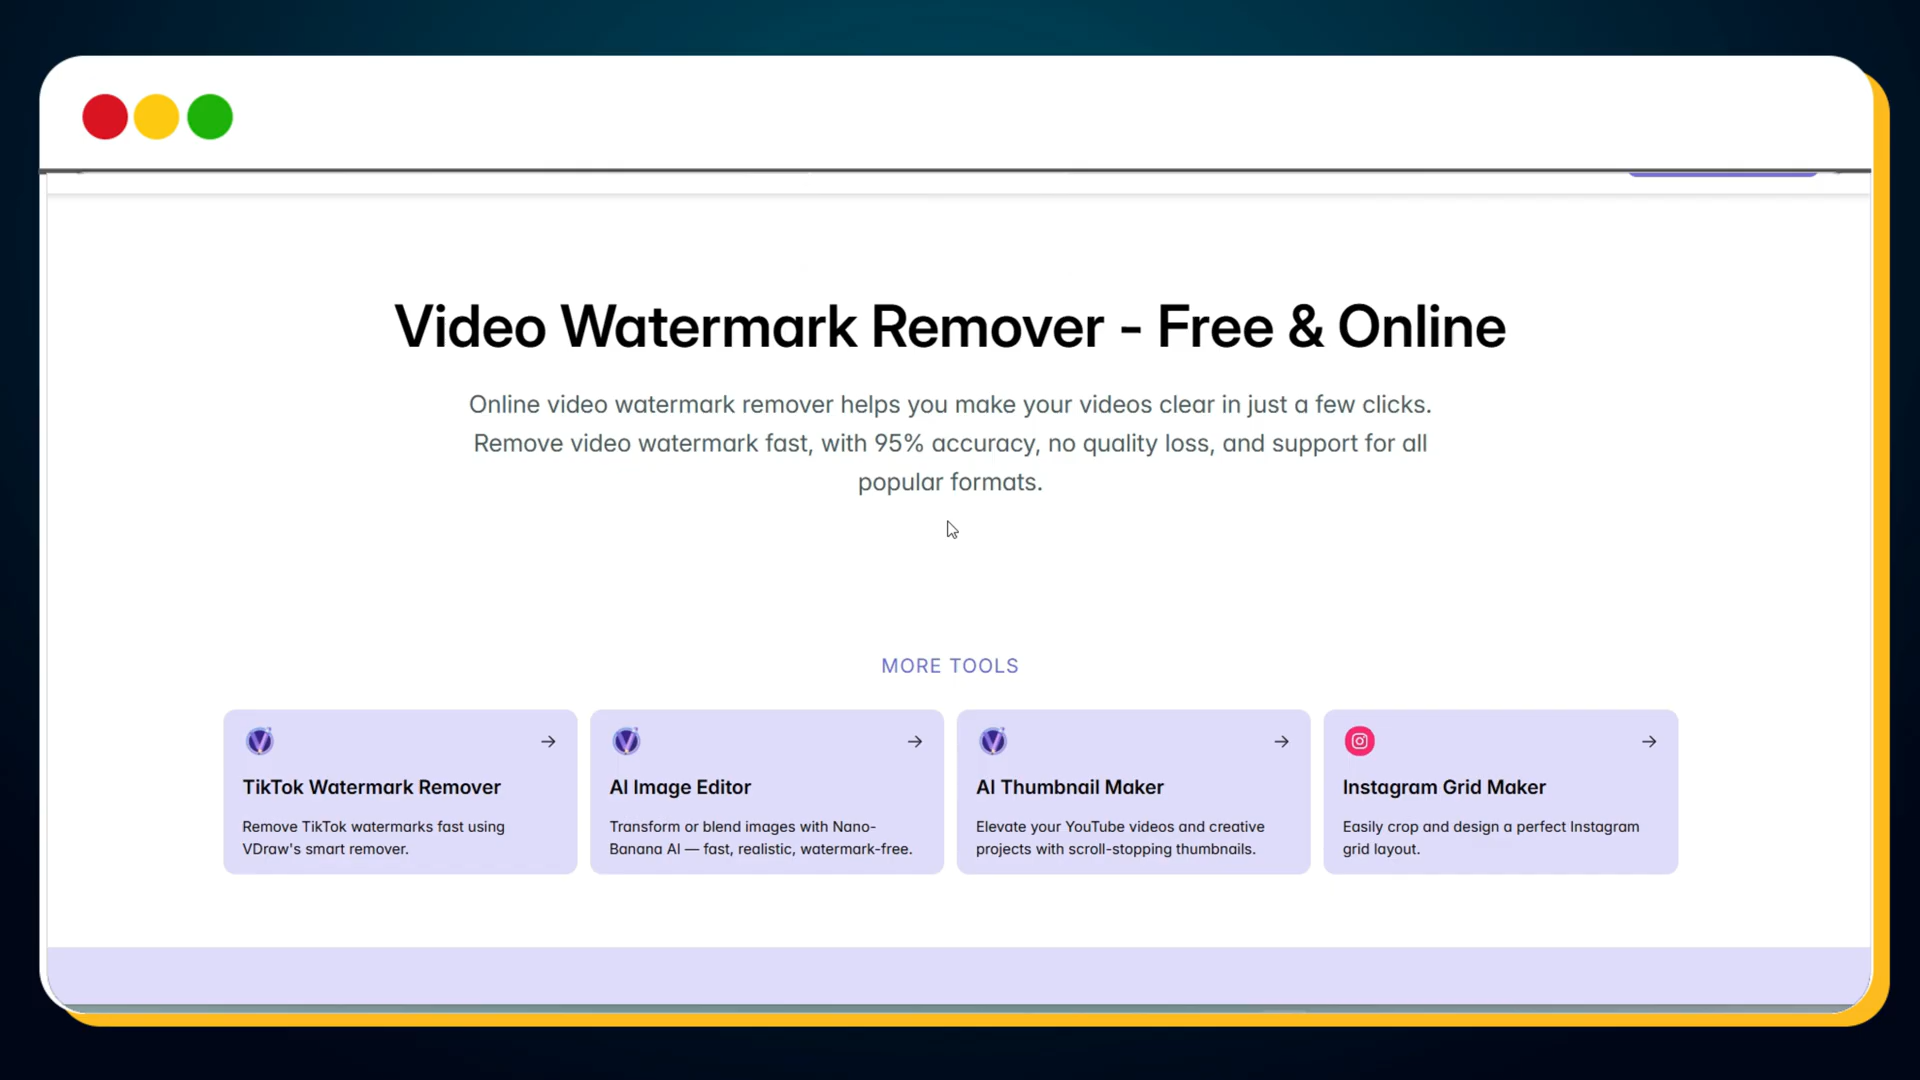 Video Watermark Remover - Free & Online
Online video watermark remover helps you make your videos clear in just a few clicks.
Remove video watermark fast, with 95% accuracy, no quality loss, and support for all
popular formats.
MORE TOOLS
TikTok Watermark Remover
Remove TikTok watermarks fast using
VDraw's smart remover.
AI Image Editor
Transform or blend images with Nano-
Banana AI — fast, realistic, watermark-free.
AI Thumbnail Maker
Elevate your YouTube videos and creative
projects with scroll-stopping thumbnails.
Instagram Grid Maker
Easily crop and design a perfect Instagram
grid layout.